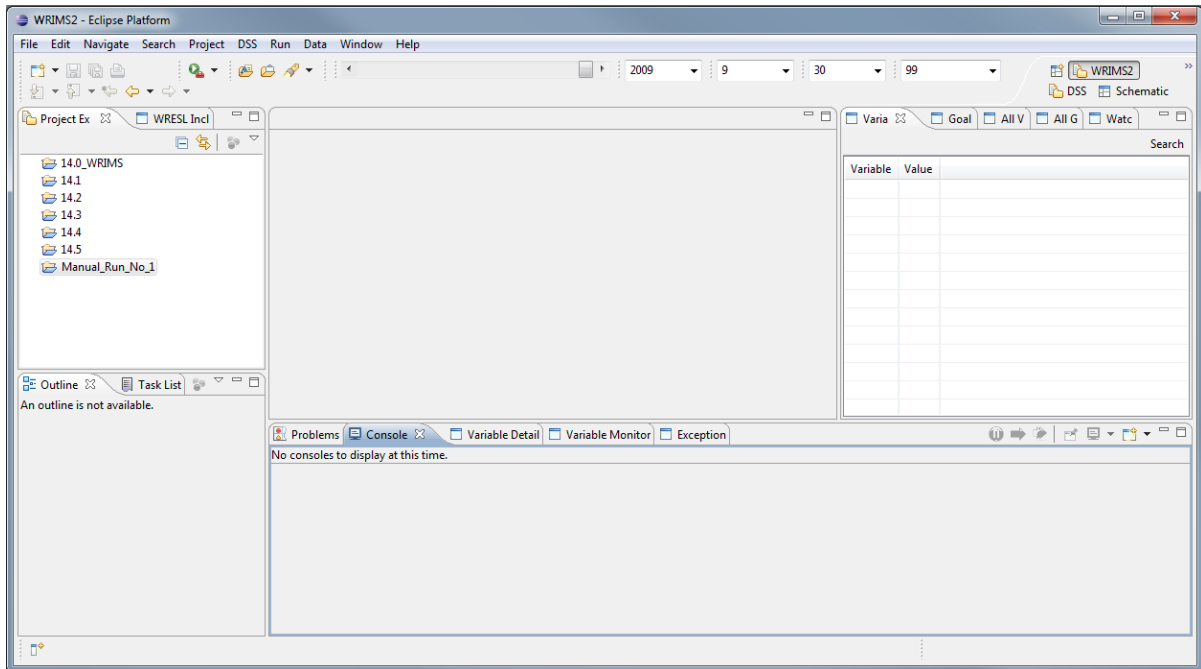 WRIMS2 - Eclipse Platform
File Edit Navigate Search Project DSS Run Data Window Help
2009 9 30 99 WRIMS2
DSS Schematic
Project Ex WRESL Incl
14.0_WRIMS
14.1
14.2
14.3
14.4
14.5
Manual_Run_No_1
Varia Goal All V All G Watc
Search
Variable Value
Outline Task List
An outline is not available.
Problems Console Variable Detail Variable Monitor Exception
No consoles to display at this time.